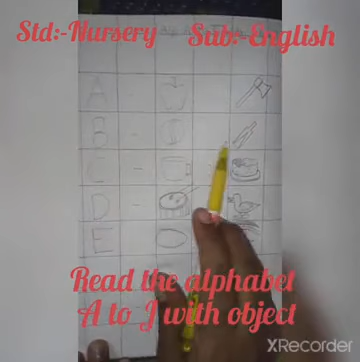 Std:-Nursery Sub:-English
A -
B -
C -
D -
E
Read the alphabet
A to J with object
XRecorder